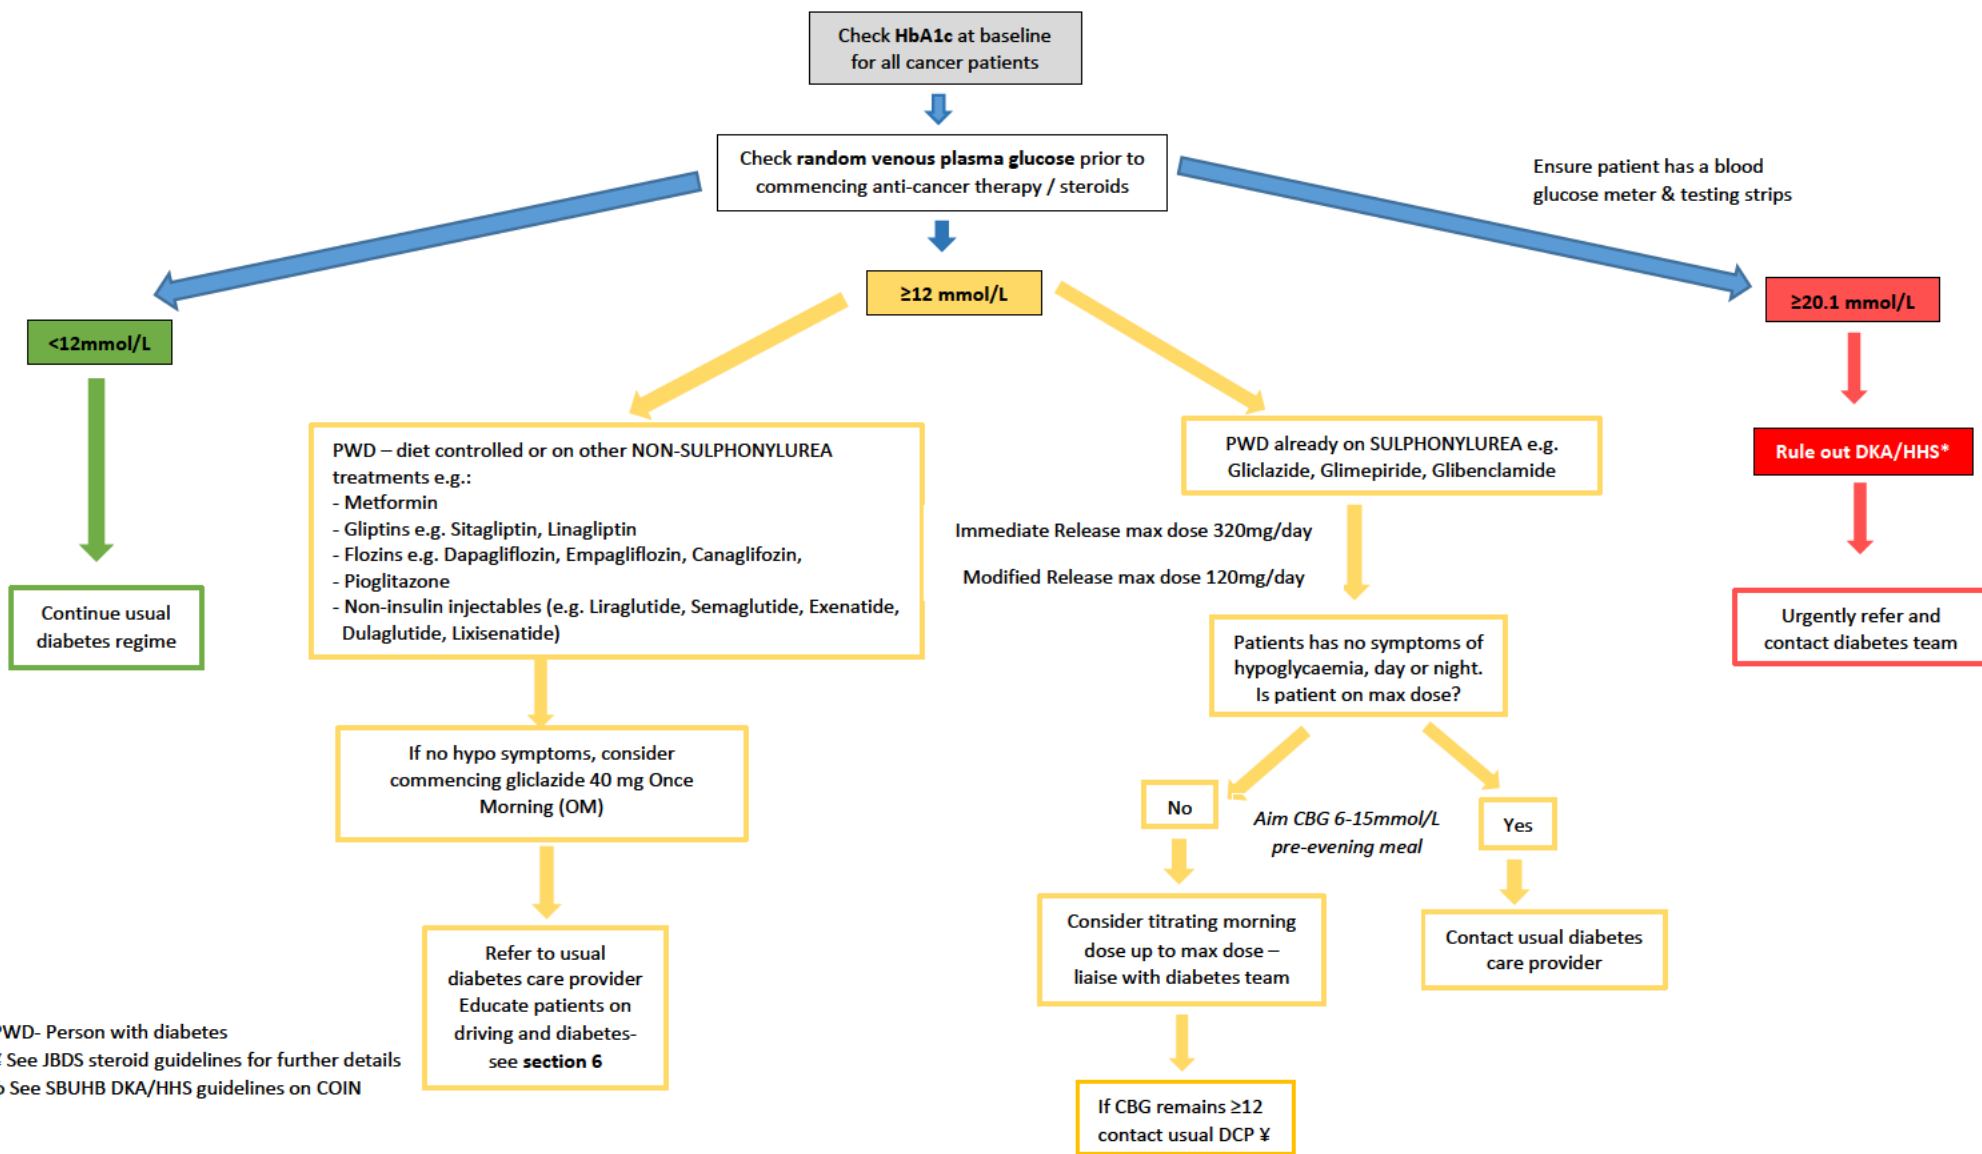 Check HbA1c at baseline
for all cancer patients
Check random venous plasma glucose prior to
commencing anti-cancer therapy / steroids
Ensure patient has a blood
glucose meter & testing strips
≥12 mmol/L
≥20.1 mmol/L
<12mmol/L
PWD – diet controlled or on other NON-SULPHONYLUREA
treatments e.g.:
- Metformin
- Gliptins e.g. Sitagliptin, Linagliptin
- Flozins e.g. Dapagliflozin, Empagliflozin, Canaglifozin,
- Pioglitazone
- Non-insulin injectables (e.g. Liraglutide, Semaglutide, Exenatide,
Dulaglutide, Lixisenatide)
PWD already on SULPHONYLUREA e.g.
Gliclazide, Glimepiride, Glibenclamide
Rule out DKA/HHS*
Immediate Release max dose 320mg/day
Modified Release max dose 120mg/day
Continue usual
diabetes regime
Patients has no symptoms of
hypoglycaemia, day or night.
Is patient on max dose?
Urgently refer and
contact diabetes team
If no hypo symptoms, consider
commencing gliclazide 40 mg Once
Morning (OM)
No
Aim CBG 6-15mmol/L
pre-evening meal
Yes
Refer to usual
diabetes care provider
Educate patients on
driving and diabetes-
see section 6
Consider titrating morning
dose up to max dose –
liaise with diabetes team
Contact usual diabetes
care provider
If CBG remains ≥12
contact usual DCP ¥
PWD- Person with diabetes
¥ See JBDS steroid guidelines for further details
See SBUHB DKA/HHS guidelines on COIN